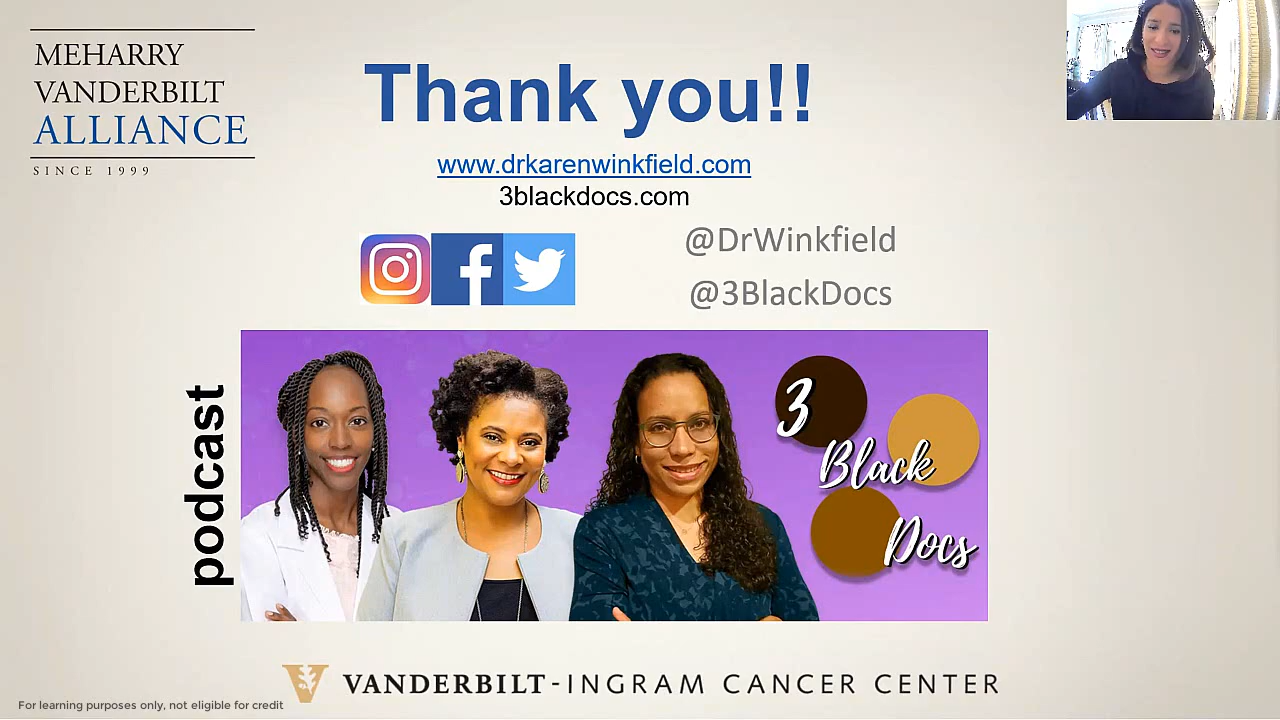 MEHARRY
VANDERBILT
ALLIANCE
SINCE 1999
Thank you!!
www.drkarenwinkfield.com
3blackdocs.com
@DrWinkfield
@3BlackDocs
podcast
3
Black
Docs
VANDERBILT-INGRAM CANCER CENTER
For learning purposes only, not eligible for credit